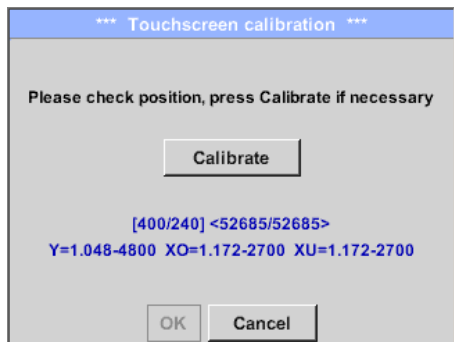 *** Touchscreen calibration ***
Please check position, press Calibrate if necessary
Calibrate
[400/240] <52685/52685>
Y=1.048-4800 XO=1.172-2700 XU=1.172-2700
OK Cancel